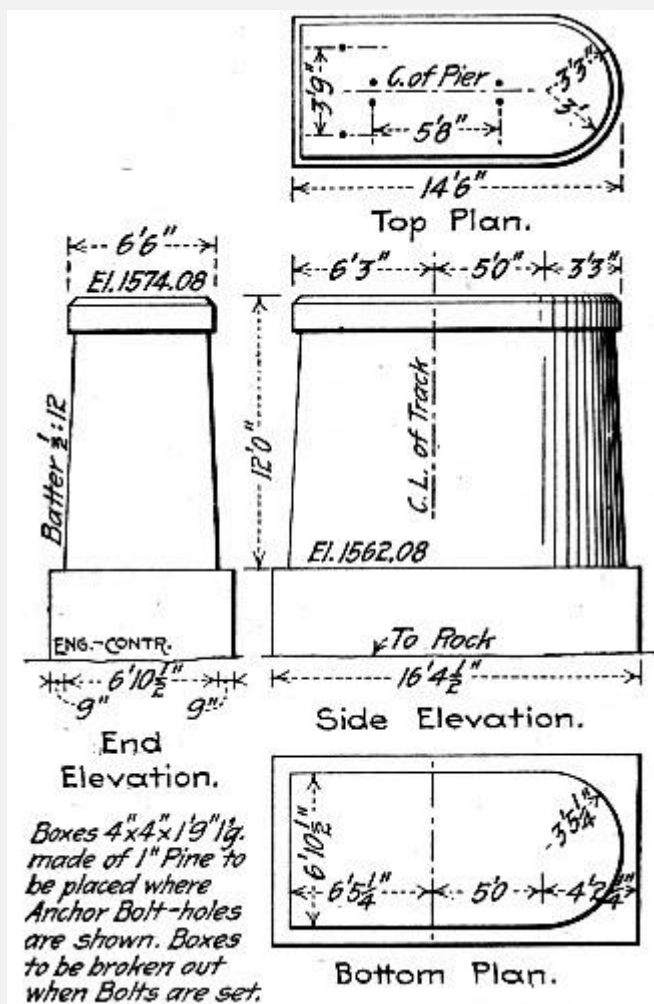 3'9"
C. of Pier
5'8"
3'3"
3'
14'6"
Top Plan.
6'6"
El. 1574.08
6'3"
5'0"
3'3"
Batter ½:12
12'0"
C.L. of Track
El. 1562.08
ENG.-CONTR.
To Rock
9"
6'10½"
9"
16'4½"
End
Elevation.
Side Elevation.
Boxes 4"x4"x1'9" l'g.
made of 1" Pine to
be placed where
Anchor Bolt-holes
are shown. Boxes
to be broken out
when Bolts are set.
6'10½"
6'5¼"
5'0
3'5¼"
4'2¼"
Bottom Plan.